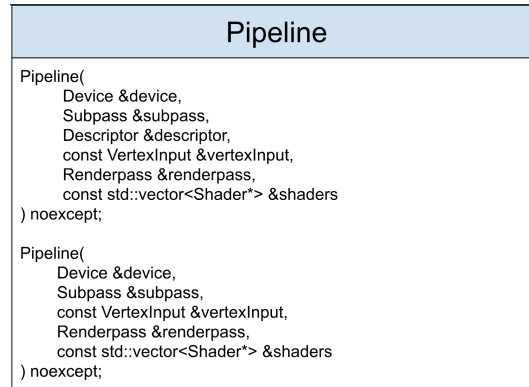 Pipeline
Pipeline(
Device &device,
Subpass &subpass,
Descriptor &descriptor,
const VertexInput &vertexInput,
Renderpass &renderpass,
const std::vector<Shader*> &shaders
) noexcept;
Pipeline(
Device &device,
Subpass &subpass,
const VertexInput &vertexInput,
Renderpass &renderpass,
const std::vector<Shader*> &shaders
) noexcept;